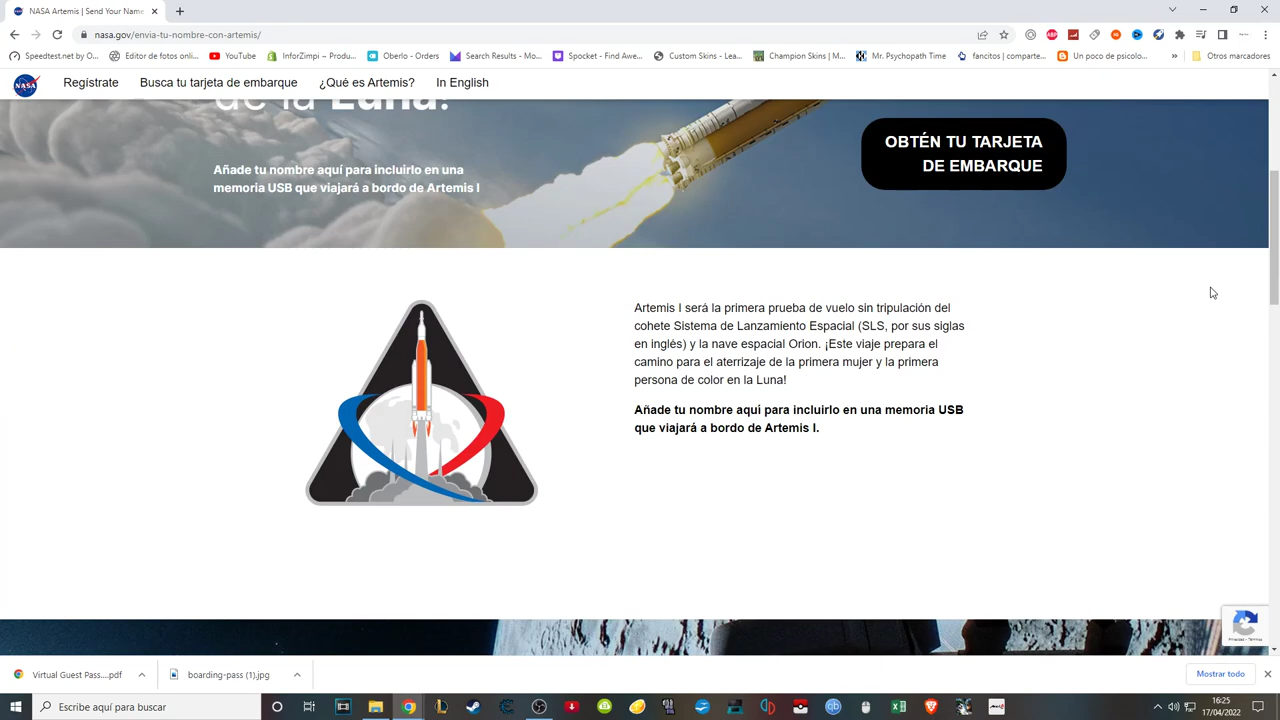 NASA Artemis | Send Your Name
nasa.gov/envia-tu-nombre-con-artemis/
Speedtest.net by O... Editor de fotos onli... YouTube InforZimpi – Produ... Oberlo - Orders Search Results - Mo... Spocket - Find Awe... Custom Skins - Lea... Champion Skins | M... Mr. Psychopath Time fancitos | comparte... Un poco de psicolo... » Otros marcadores
NASA Regístrate Busca tu tarjeta de embarque ¿Qué es Artemis? In English
de la Luna!
OBTÉN TU TARJETA
DE EMBARQUE
Añade tu nombre aquí para incluirlo en una
memoria USB que viajará a bordo de Artemis I
Artemis I será la primera prueba de vuelo sin tripulación del
cohete Sistema de Lanzamiento Espacial (SLS, por sus siglas
en inglés) y la nave espacial Orion. ¡Este viaje prepara el
camino para el aterrizaje de la primera mujer y la primera
persona de color en la Luna!
Añade tu nombre aquí para incluirlo en una memoria USB
que viajará a bordo de Artemis I.
Privacidad - Términos
Virtual Guest Pass....pdf boarding-pass (1).jpg Mostrar todo
Escribe aquí para buscar
16:25
17/04/2022